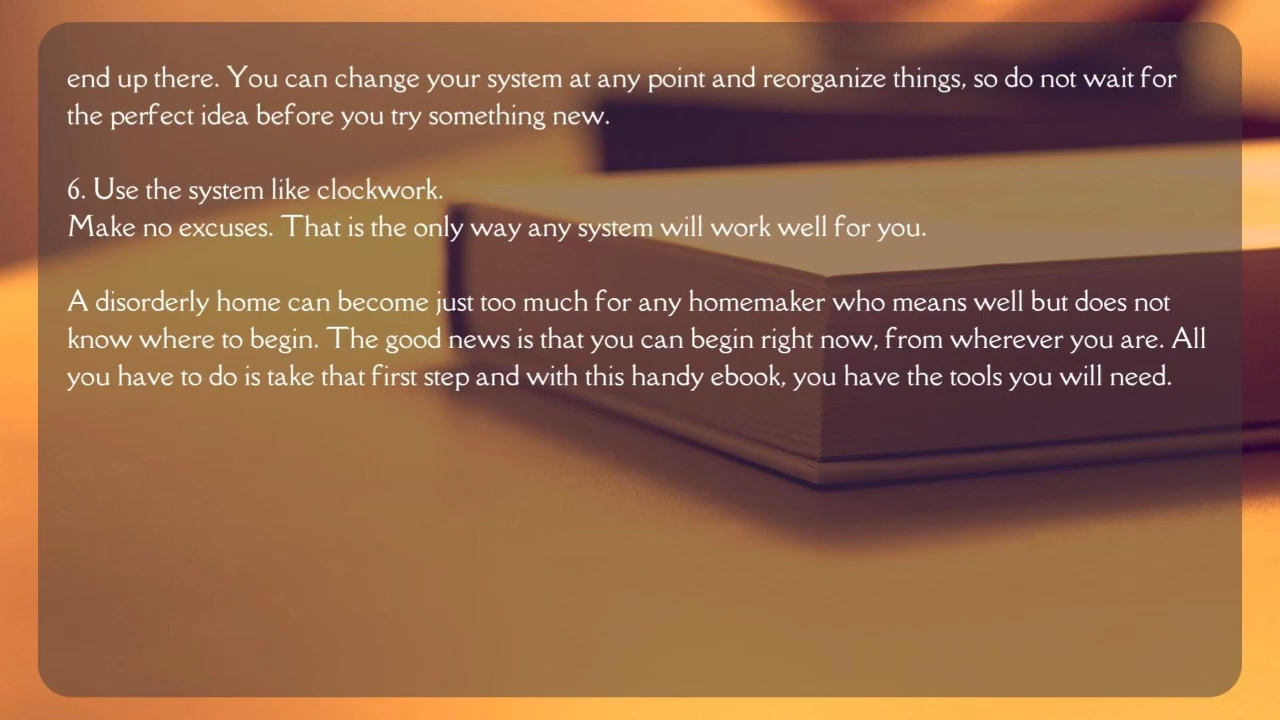 end up there. You can change your system at any point and reorganize things, so do not wait for
the perfect idea before you try something new.
6. Use the system like clockwork.
Make no excuses. That is the only way any system will work well for you.
A disorderly home can become just too much for any homemaker who means well but does not
know where to begin. The good news is that you can begin right now, from wherever you are. All
you have to do is take that first step and with this handy ebook, you have the tools you will need.